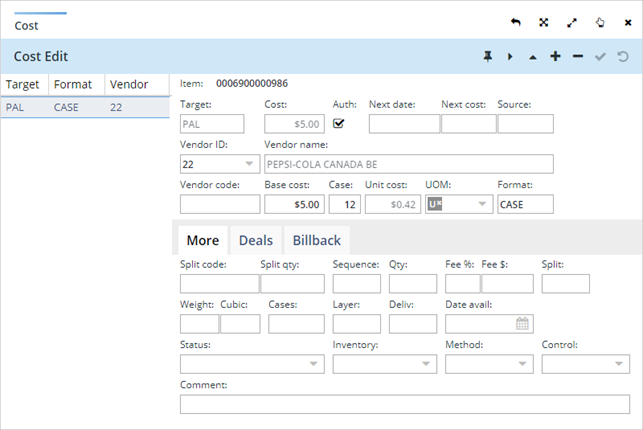 Cost
Cost Edit
Target Format Vendor
PAL CASE 22
Item: 0006900000986
Target: Cost: Auth: Next date: Next cost: Source:
PAL $5.00
Vendor ID: Vendor name:
22 PEPSI-COLA CANADA BE
Vendor code: Base cost: Case: Unit cost: UOM: Format:
$5.00 12 $0.42 U CASE
More Deals Billback
Split code: Split qty: Sequence: Qty: Fee %: Fee $: Split:
Weight: Cubic: Cases: Layer: Deliv: Date avail:
Status: Inventory: Method: Control:
Comment: